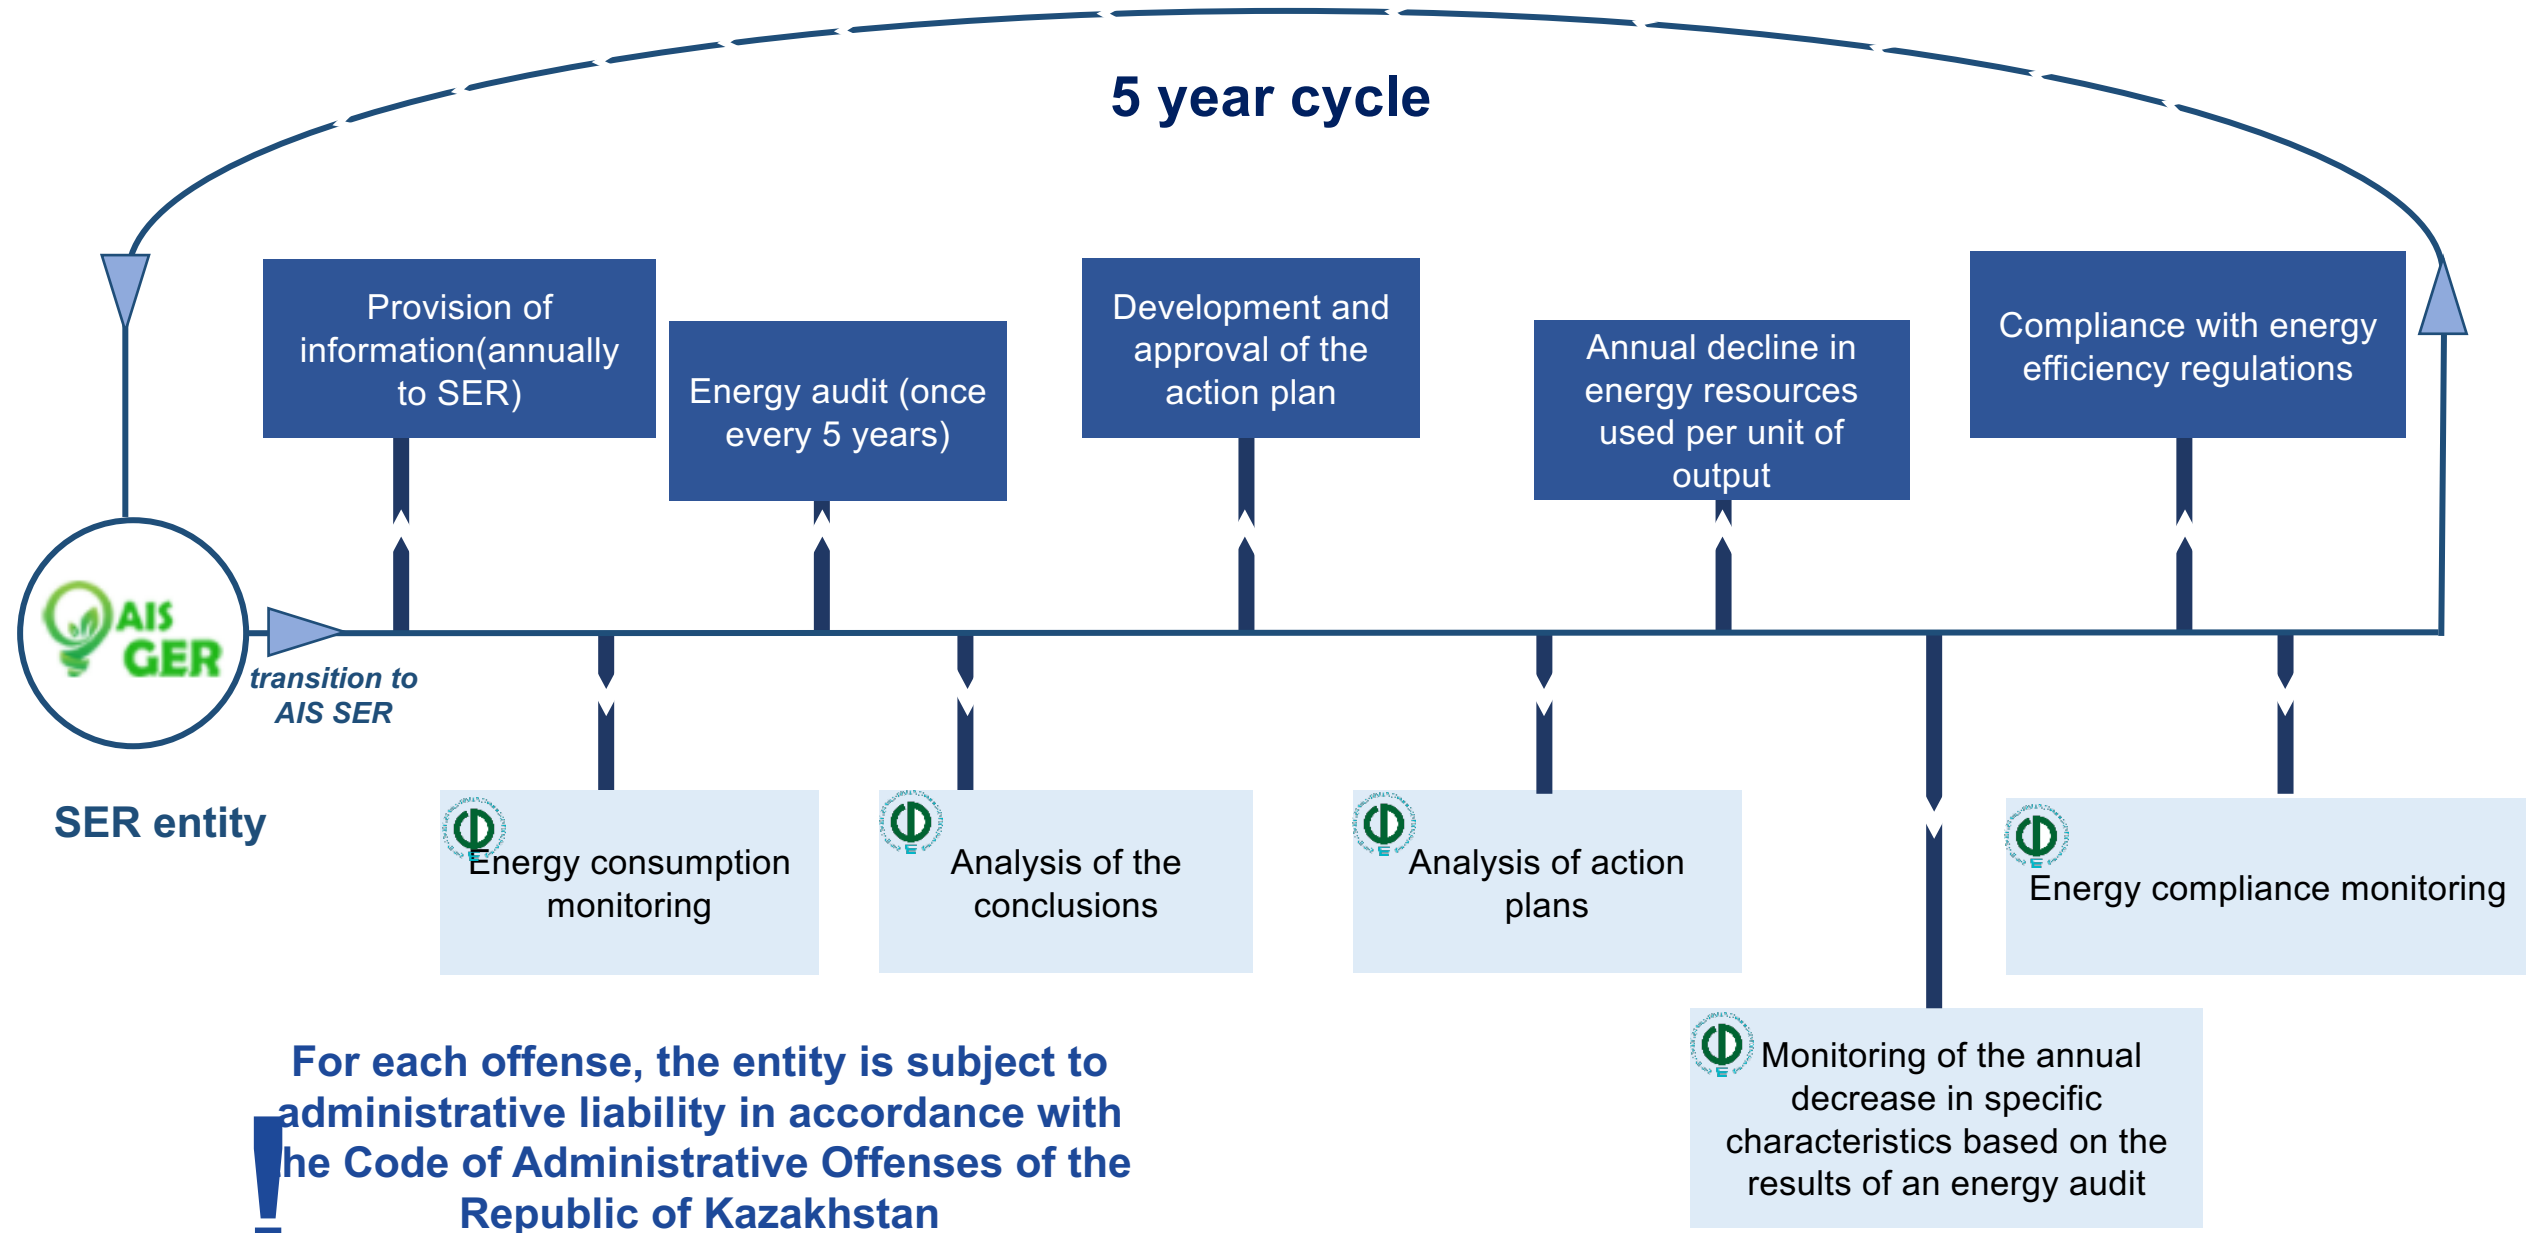 5 year cycle
Provision of
information(annually
to SER)
Energy audit (once
every 5 years)
Development and
approval of the
action plan
Annual decline in
energy resources
used per unit of
output
Compliance with energy
efficiency regulations
AIS
GER
transition to
AIS SER
SER entity
Energy consumption
monitoring
Analysis of the
conclusions
Analysis of action
plans
Energy compliance monitoring
Monitoring of the annual
decrease in specific
characteristics based on the
results of an energy audit
!
For each offense, the entity is subject to
administrative liability in accordance with
the Code of Administrative Offenses of the
Republic of Kazakhstan